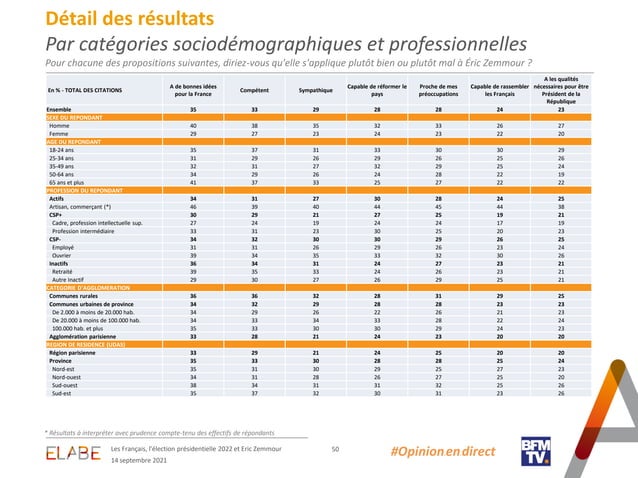 Détail des résultats
Par catégories sociodémographiques et professionnelles
Pour chacune des propositions suivantes, diriez-vous qu'elle s'applique plutôt bien ou plutôt mal à Éric Zemmour ?
En % - TOTAL DES CITATIONS A de bonnes idées pour la France Compétent Sympathique Capable de réformer le pays Proche de mes préoccupations Capable de rassembler les Français A les qualités nécessaires pour être Président de la République
Ensemble 35 33 29 28 28 24 23
SEXE DU REPONDANT
Homme 40 38 35 32 33 26 27
Femme 29 27 23 24 23 22 20
AGE DU REPONDANT
18-24 ans 35 37 31 33 30 30 29
25-34 ans 31 29 26 29 26 25 26
35-49 ans 32 31 27 32 29 25 24
50-64 ans 34 29 26 24 28 22 19
65 ans et plus 41 37 33 25 27 22 22
PROFESSION DU REPONDANT
Actifs 34 31 27 30 28 24 25
Artisan, commerçant (*) 46 39 40 44 45 44 38
CSP+ 30 29 21 27 25 19 21
Cadre, profession intellectuelle sup. 27 24 19 24 24 17 19
Profession intermédiaire 33 31 23 30 25 20 23
CSP- 34 32 30 30 29 26 25
Employé 31 31 26 29 26 23 24
Ouvrier 39 34 35 33 32 30 26
Inactifs 36 34 31 24 27 23 21
Retraité 39 35 33 24 26 23 21
Autre inactif 29 30 27 26 29 25 21
CATEGORIE D'AGGLOMERATION
Communes rurales 36 36 32 28 31 29 25
Communes urbaines de province 34 32 29 28 28 23 23
De 2.000 à moins de 20.000 hab. 34 29 26 22 26 21 23
De 20.000 à moins de 100.000 hab. 34 33 34 33 28 22 24
100.000 hab. et plus 35 33 30 30 29 24 23
Agglomération parisienne 33 28 21 24 23 20 20
REGION DE RESIDENCE (UDA5)
Région parisienne 33 29 21 24 25 20 20
Province 35 33 30 28 28 25 24
Nord-est 35 31 30 29 25 27 23
Nord-ouest 34 31 28 26 27 25 20
Sud-ouest 38 34 31 31 32 25 26
Sud-est 35 37 32 30 31 23 26
* Résultats à interpréter avec prudence compte-tenu des effectifs de répondants
ELABE
Les Français, l'élection présidentielle 2022 et Eric Zemmour
14 septembre 2021
50
#Opinion en direct
BFM
TV.